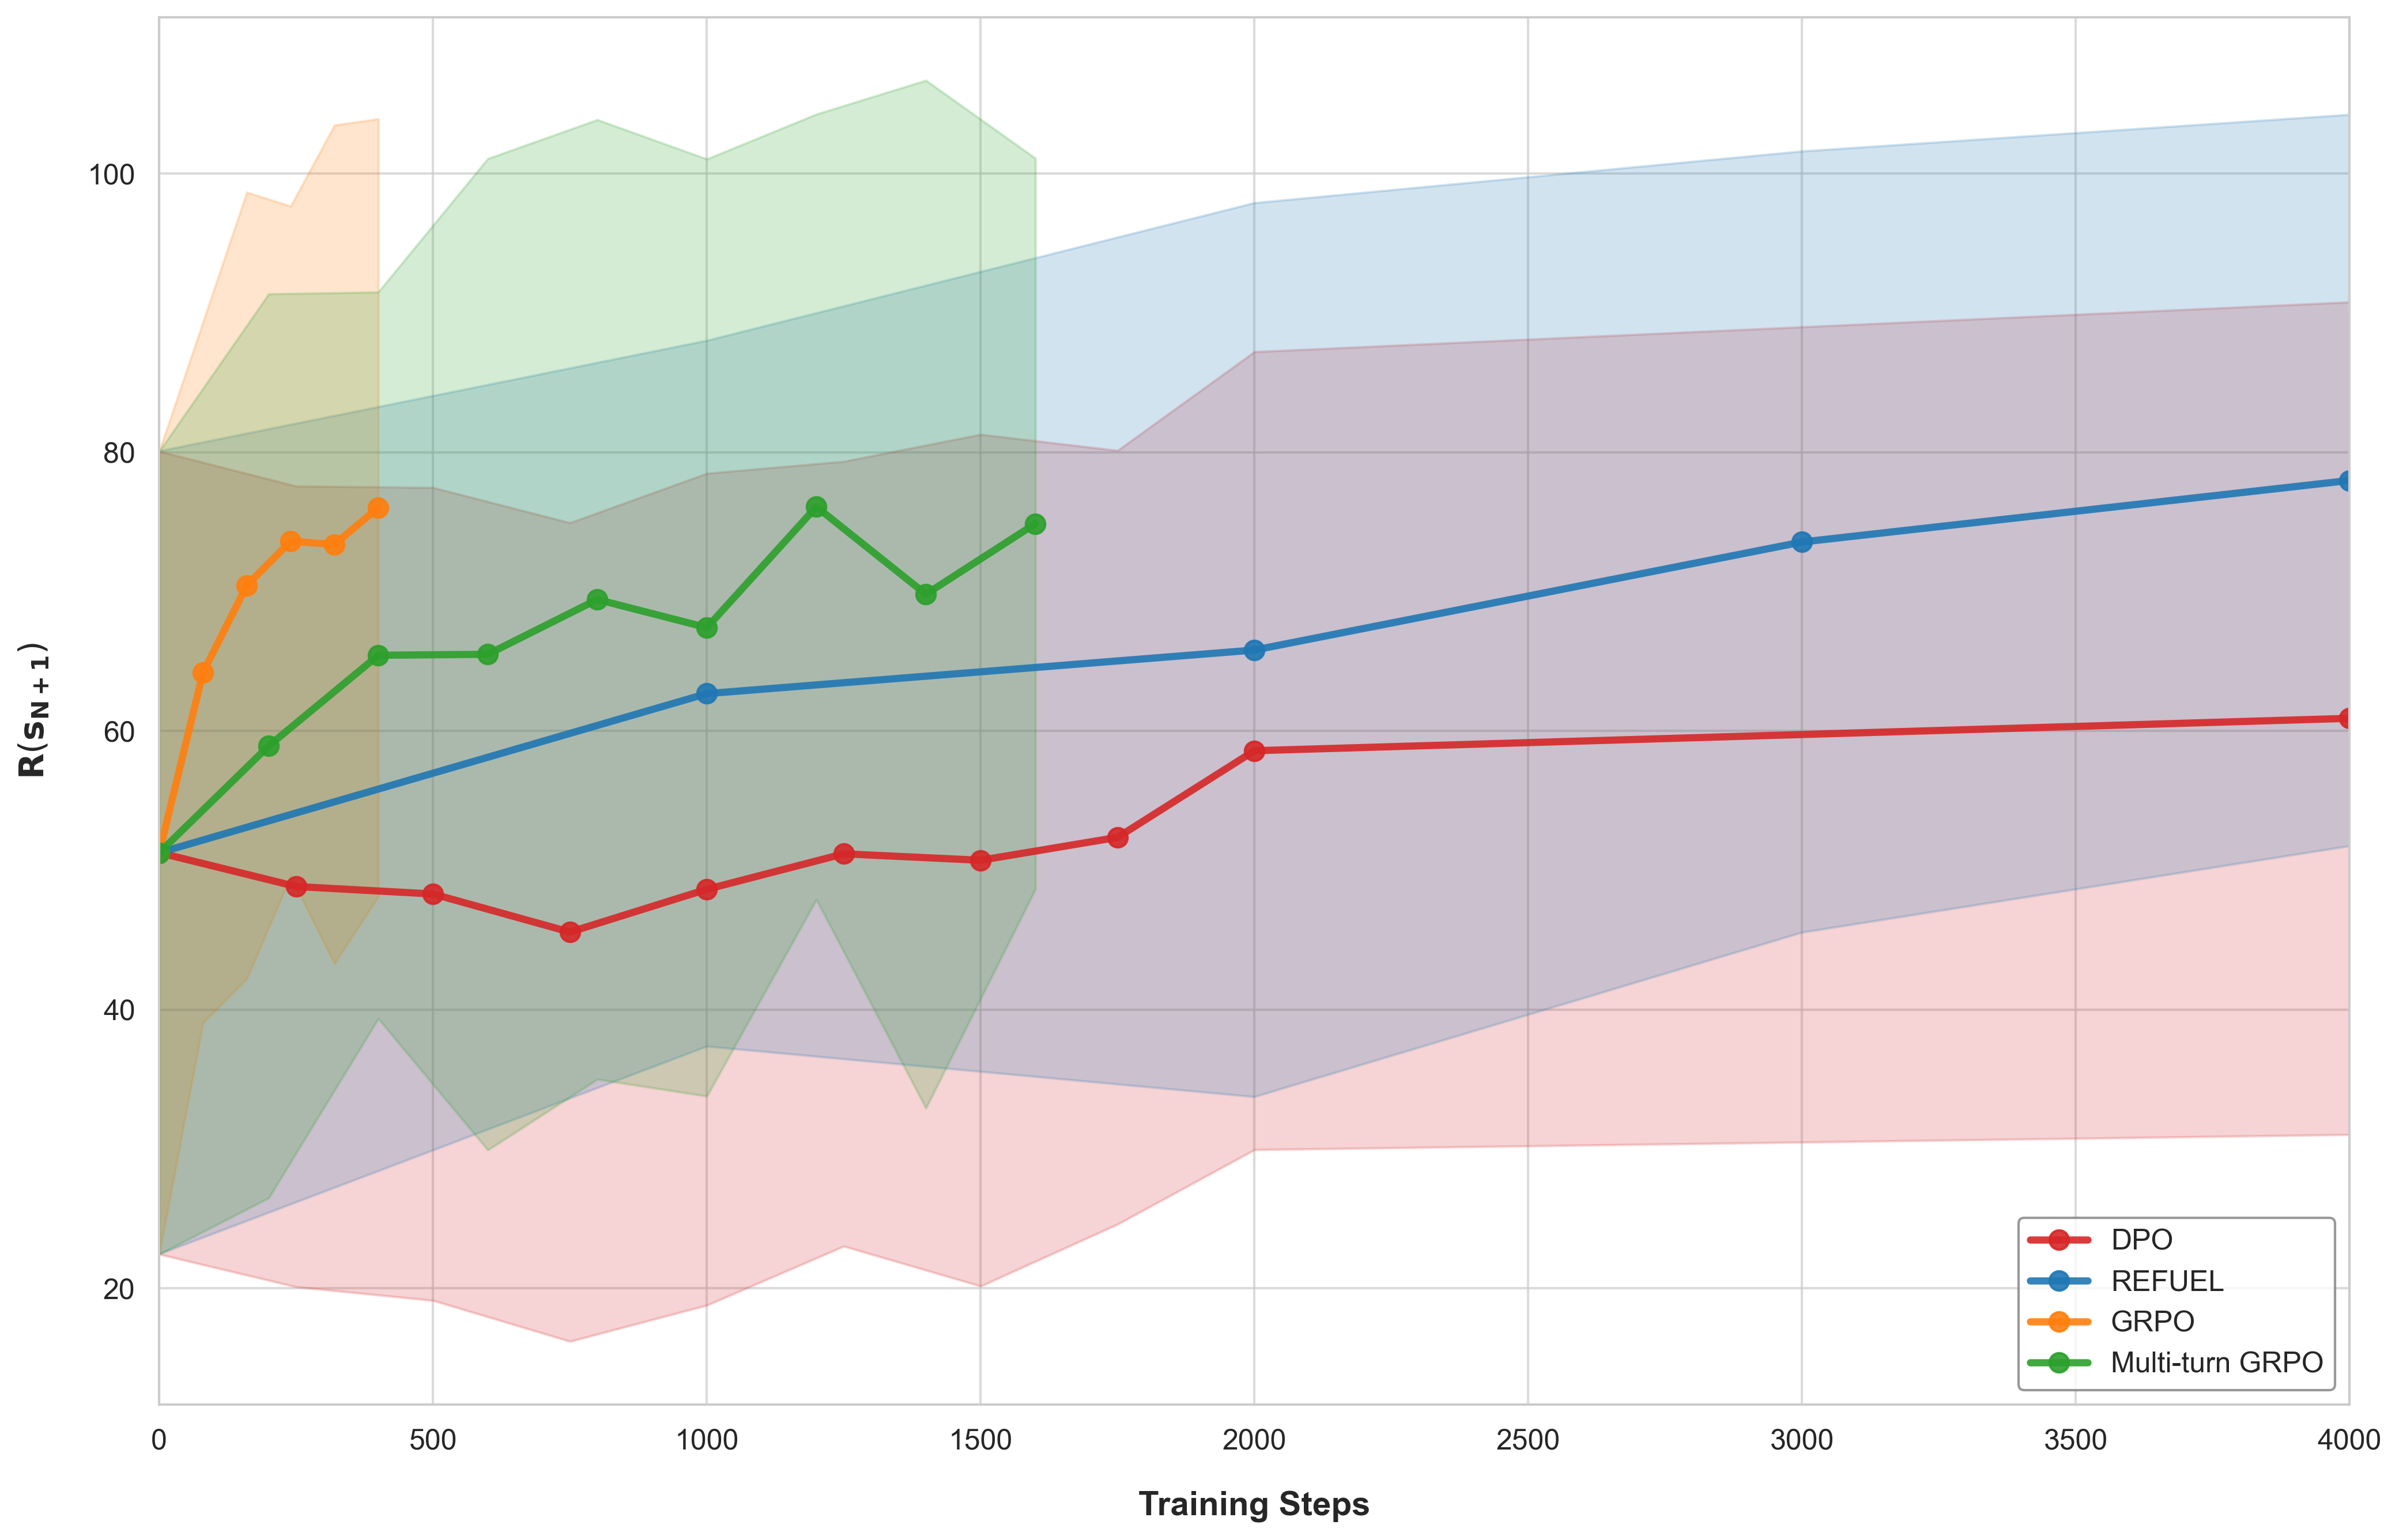 R(s_{N+1})
100
80
60
40
20
0 500 1000 1500 2000 2500 3000 3500 4000
Training Steps
DPO
REFUEL
GRPO
Multi-turn GRPO